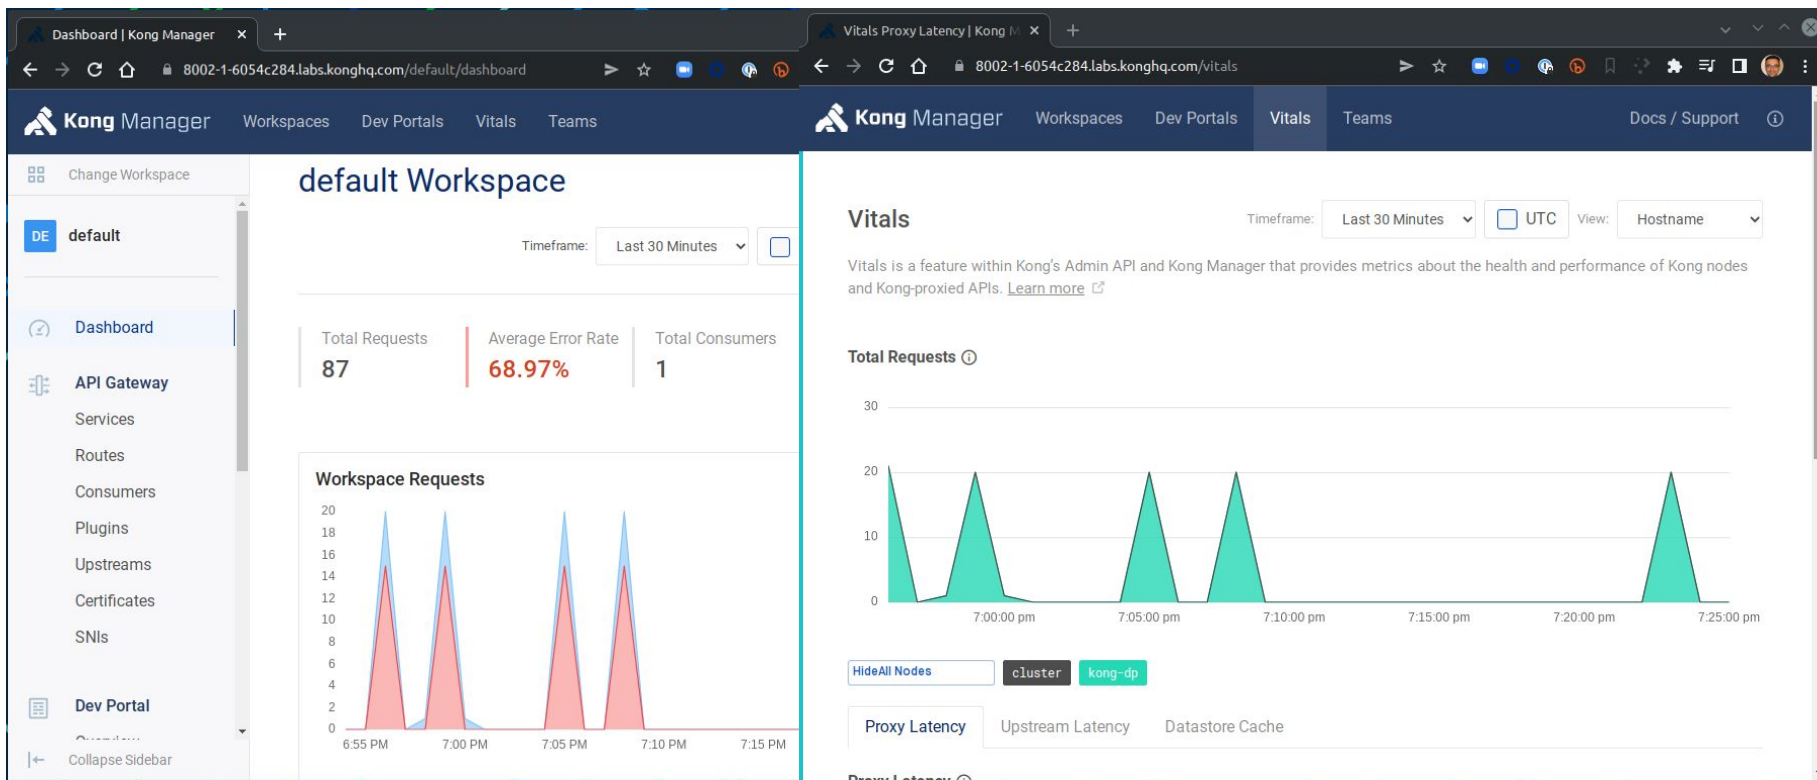 Dashboard | Kong Manager
8002-1-6054c284.labs.konghq.com/default/dashboard
Kong Manager Workspaces Dev Portals Vitals Teams
Change Workspace
DE default
Dashboard
API Gateway
Services
Routes
Consumers
Plugins
Upstreams
Certificates
SNIs
Dev Portal
Collapse Sidebar
default Workspace
Timeframe: Last 30 Minutes
Total Requests Average Error Rate Total Consumers
87 68.97% 1
Workspace Requests
20
18
16
14
12
10
8
6
4
2
0
6:55 PM 7:00 PM 7:05 PM 7:10 PM 7:15 PM
Vitals Proxy Latency | Kong M
8002-1-6054c284.labs.konghq.com/vitals
Kong Manager Workspaces Dev Portals Vitals Teams Docs / Support
Vitals Timeframe: Last 30 Minutes UTC View: Hostname
Vitals is a feature within Kong's Admin API and Kong Manager that provides metrics about the health and performance of Kong nodes
and Kong-proxied APIs. Learn more
Total Requests
30
20
10
0
7:00:00 pm 7:05:00 pm 7:10:00 pm 7:15:00 pm 7:20:00 pm 7:25:00 pm
HideAll Nodes cluster kong-dp
Proxy Latency Upstream Latency Datastore Cache
Proxy Latency